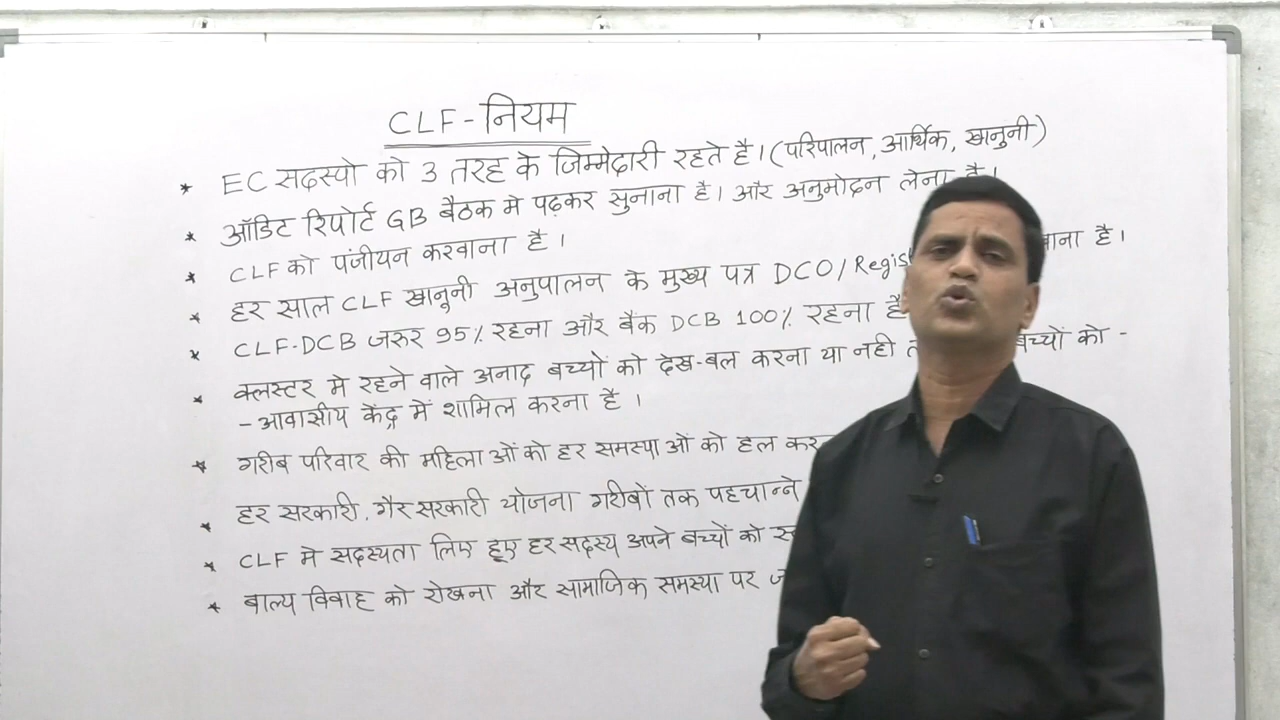 CLF-नियम
* EC सदस्पो को 3 तरह के जिम्मेदारी रहते है। (परिपालन, आर्थिक, खानुनी)
* ऑडिट रिपोर्ट GB बैठक मे पढ़कर सुनाना है। और अनुमोदन लेना है।
* CLF को पंजीयन करवाना है।
* हर साल CLF खानूनी अनुपालन के मुख्य पत्र DCO/ है।
* CLF-DCB जरुर 95% रहना और बैंक DCB 100% रहना है
* क्लस्टर मे रहने वाले अनाद बच्चों को देख-बल करना या नही बच्चों को -
- आवासीय केंद्र में शामिल करना है ।
* गरीब परिवार की महिलाओं को हर समस्पाओं को हल
* हर सरकारी, गैर सरकारी योजना गरीबों तक पहचान्ने
* CLF मे सदस्यता लिए हुए हर सदस्य अपने बच्चों को
* बाल्य विवाह को रोखना और सामाजिक समस्या पर